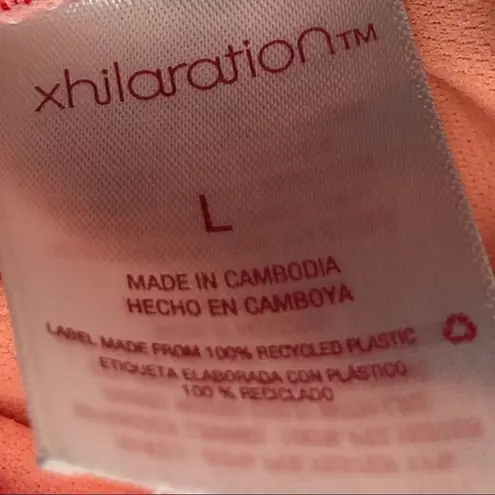 xhilaration™
L
MADE IN CAMBODIA
HECHO EN CAMBOYA
LABEL MADE FROM 100% RECYCLED PLASTIC
ETIQUETA ELABORADA CON PLÁSTICO
100 % RECICLADO